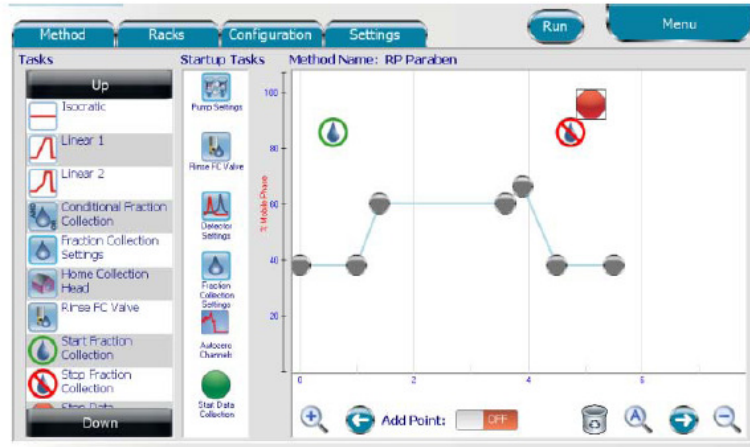 Method
Racks
Configuration
Settings
Run
Menu
Tasks
Startup Tasks
Method Name: RP Paraben
Up
Isocratic
Linear 1
Linear 2
Conditional Fraction
Collection
Fraction Collection
Settings
Home Collection
Head
Rinse FC Valve
Start Fraction
Collection
Stop Fraction
Collection
Stop Data
Down
Pump Settings
Rinse FC Valve
Detector
Settings
Fraction
Collection
Settings
Autozero
Channels
Start Data
Collection
% Mobile Phase
100
80
60
40
20
0
2
4
6
Add Point:
OFF
A